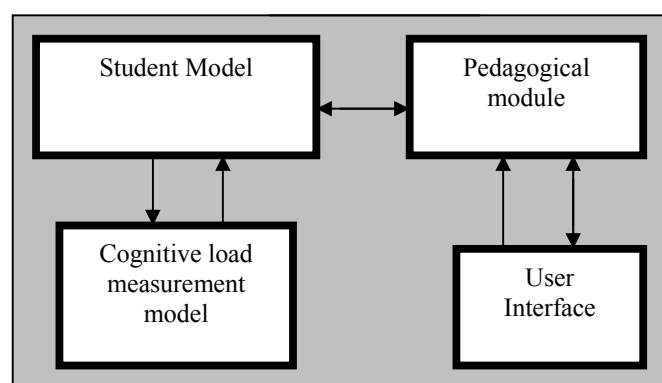 Student Model
Pedagogical
module
Cognitive load
measurement
model
User
Interface